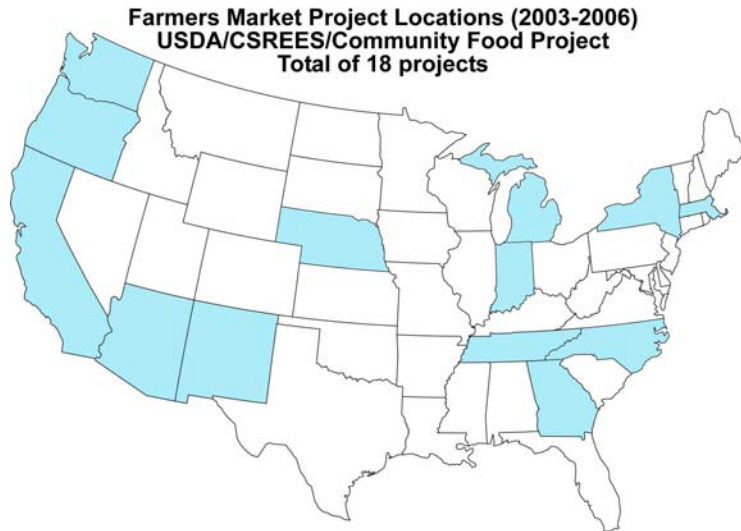 Farmers Market Project Locations (2003-2006)
USDA/CSREES/Community Food Project
Total of 18 projects